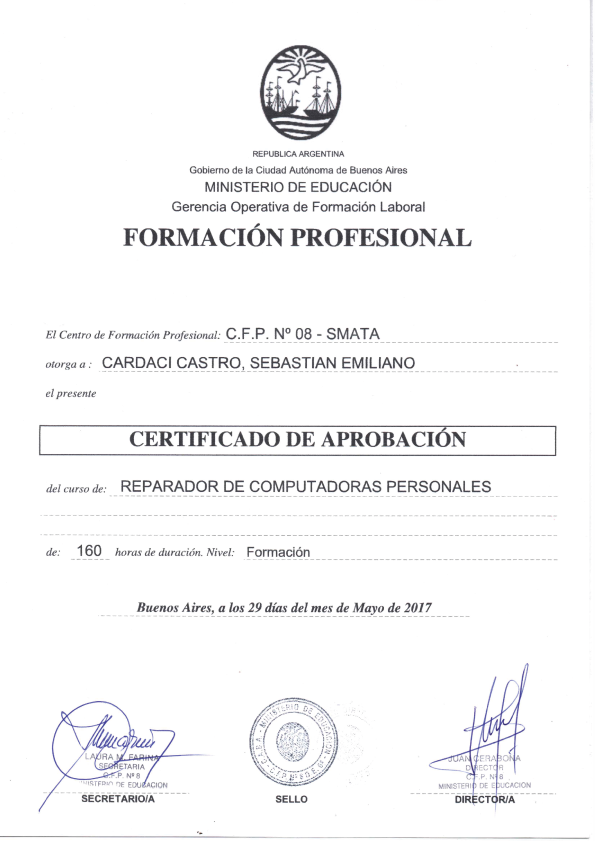 REPUBLICA ARGENTINA
Gobierno de la Ciudad Autónoma de Buenos Aires
MINISTERIO DE EDUCACIÓN
Gerencia Operativa de Formación Laboral
FORMACIÓN PROFESIONAL
El Centro de Formación Profesional: C.F.P. Nº 08 - SMATA
otorga a : CARDACI CASTRO, SEBASTIAN EMILIANO
el presente
CERTIFICADO DE APROBACIÓN
del curso de: REPARADOR DE COMPUTADORAS PERSONALES
de: 160 horas de duración. Nivel: Formación
Buenos Aires, a los 29 días del mes de Mayo de 2017
LAURA M. FARINA
SECRETARIA
C.F.P. Nº 8
MINISTERIO DE EDUCACIÓN
SECRETARIO/A
MINISTERIO DE EDUCACION
SELLO
JUAN CERABONA
DIRECTOR
C.F.P. Nº 8
MINISTERIO DE EDUCACION
DIRECTOR/A